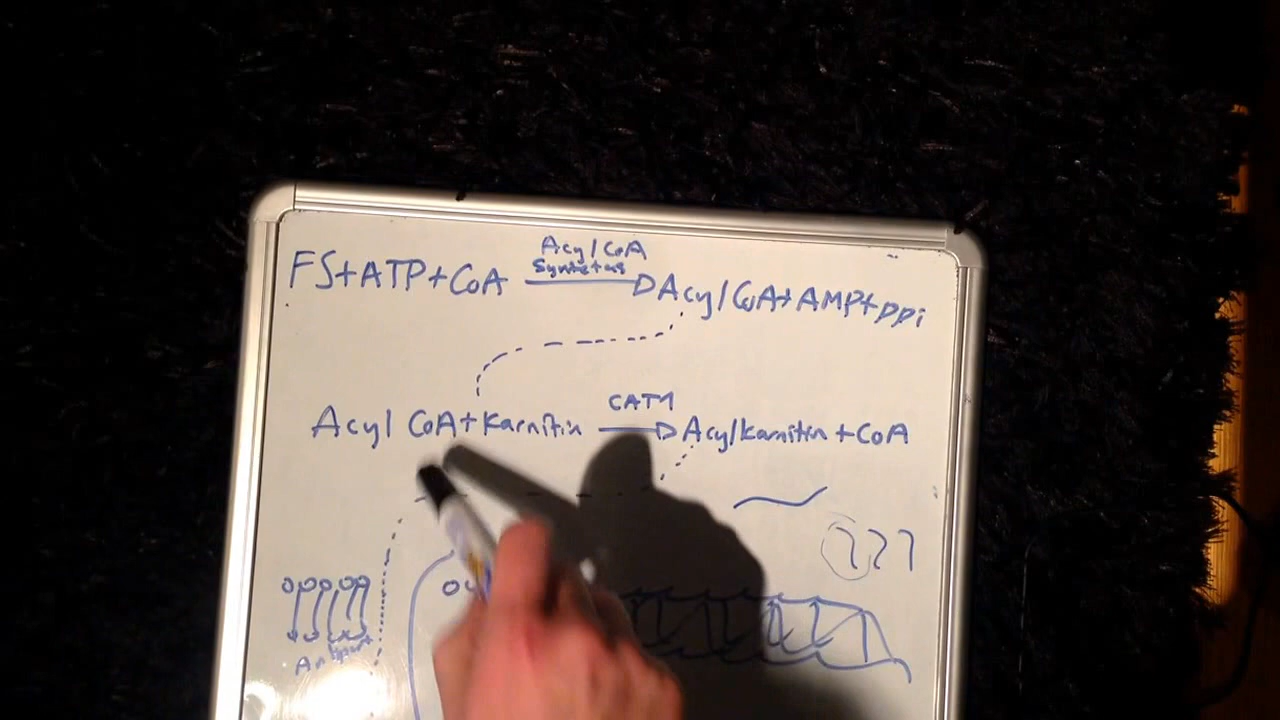 Acyl CoA
Syntetas
FS+ATP+CoA → Acyl CoA+AMP+ppi
CAT1
Acyl CoA+Karnitin → Acylkarnitin+CoA
???